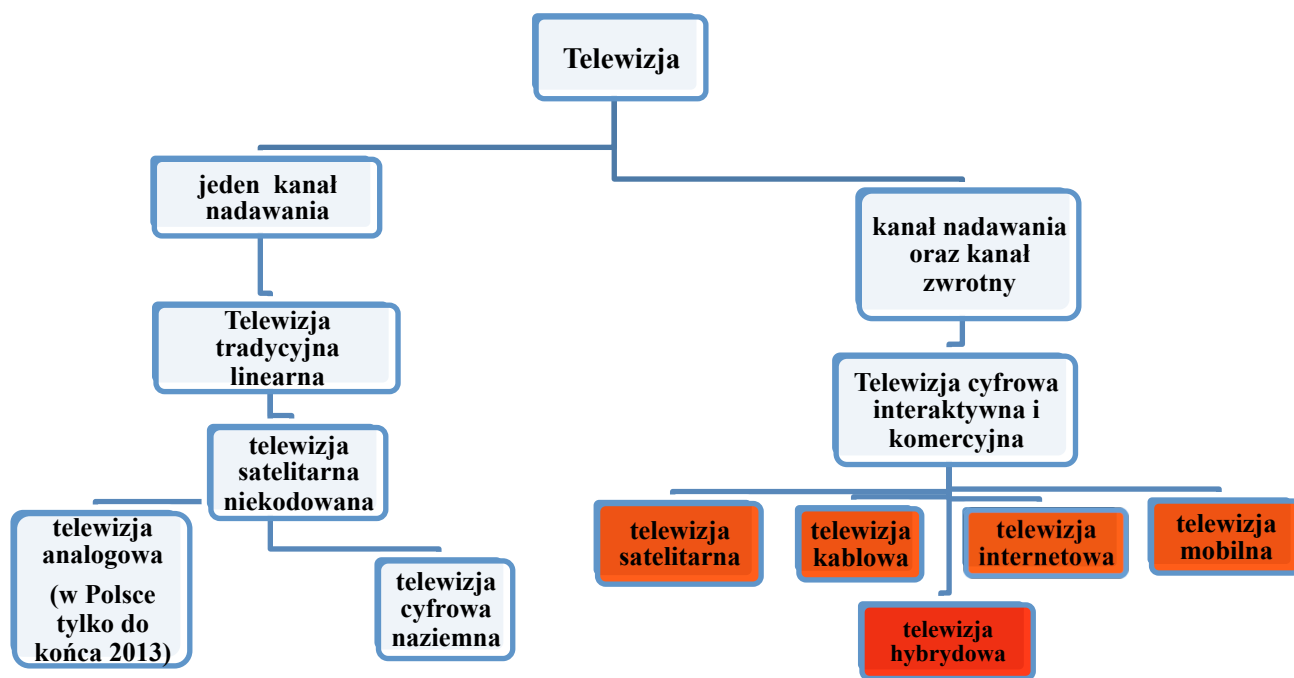 Telewizja
jeden kanał
nadawania
kanał nadawania
oraz kanał
zwrotny
Telewizja
tradycyjna
linearna
Telewizja cyfrowa
interaktywna i
komercyjna
telewizja
satelitarna
niekodowana
telewizja
analogowa
(w Polsce
tylko do
końca 2013)
telewizja
cyfrowa
naziemna
telewizja
satelitarna
telewizja
kablowa
telewizja
internetowa
telewizja
mobilna
telewizja
hybrydowa